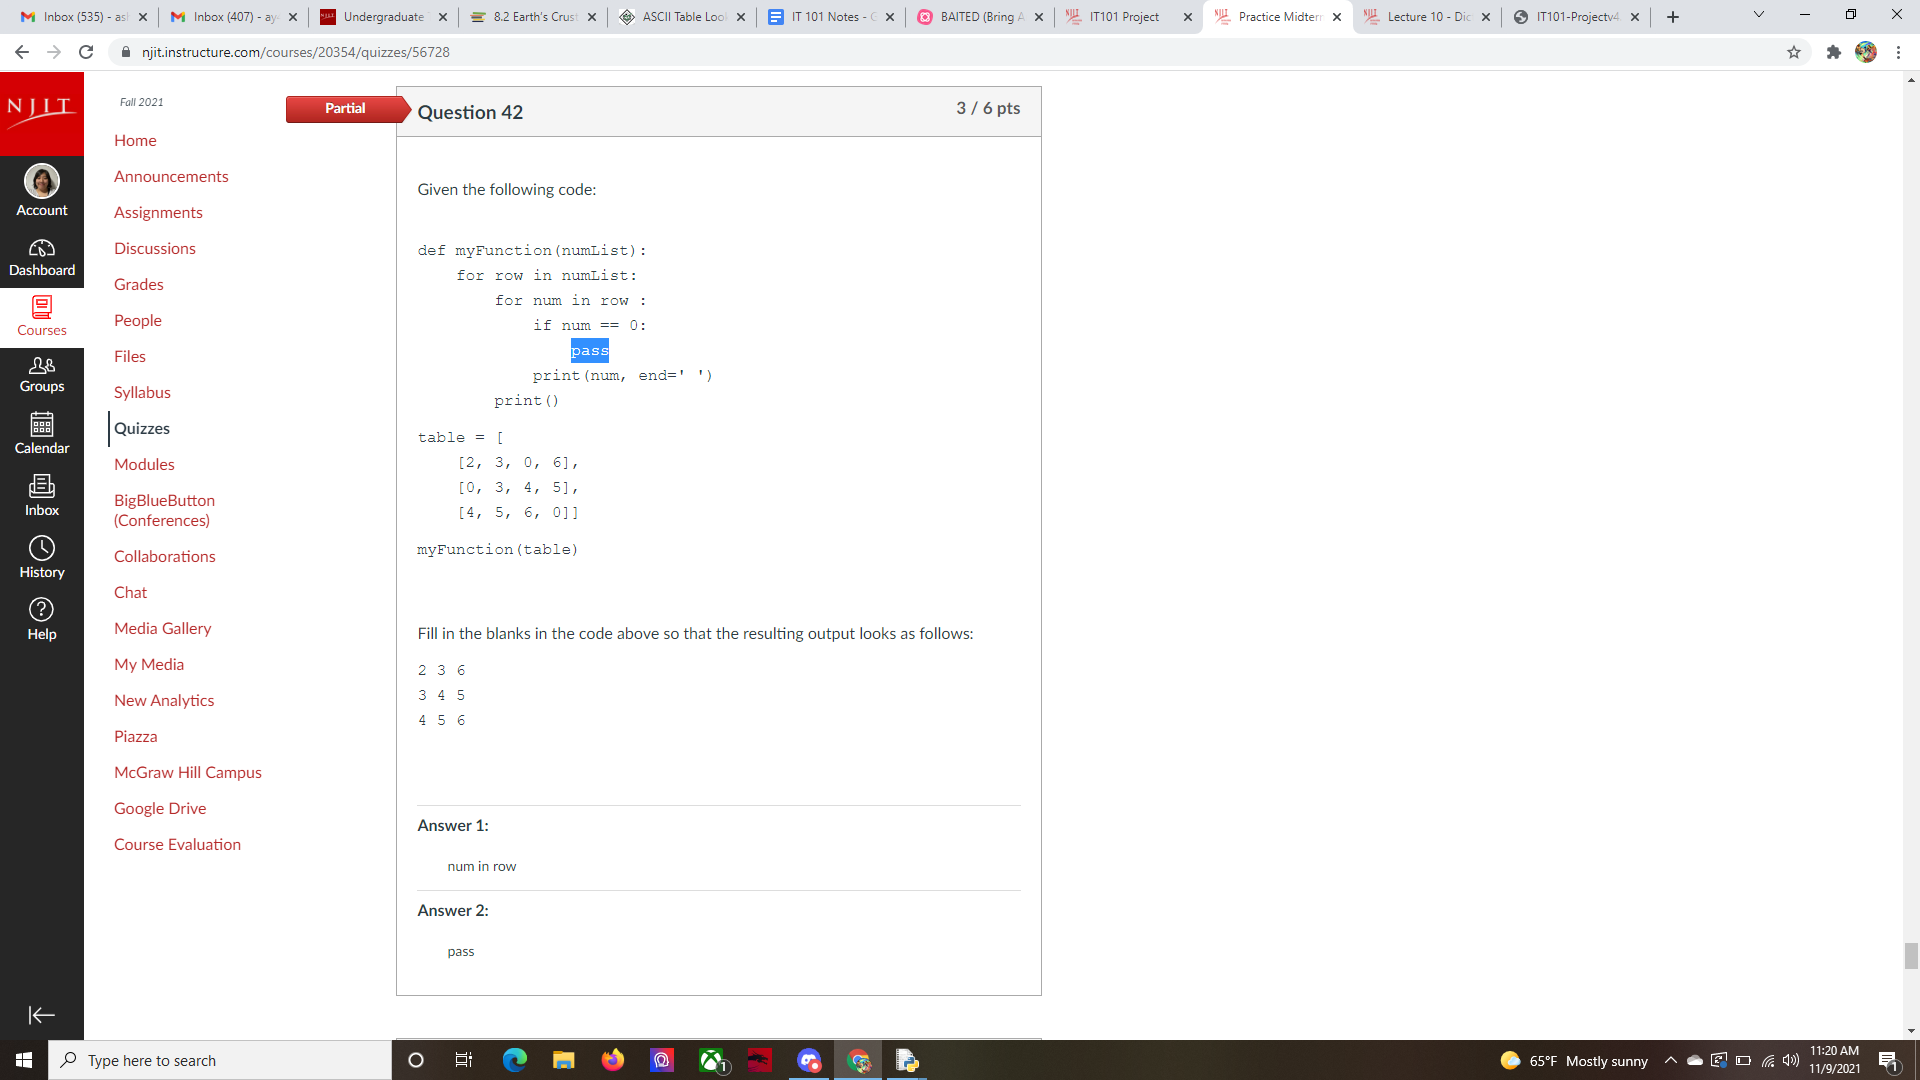 Inbox (535) - as
Inbox (407) - ay
Undergraduate
8.2 Earth's Crust
ASCII Table Loo
IT 101 Notes - G
BAITED (Bring A
IT101 Project
Practice Midter
Lecture 10 - Dic
IT101-Projectv4
njit.instructure.com/courses/20354/quizzes/56728
NJIT
Account
Dashboard
Courses
Groups
Calendar
Inbox
History
Help
Fall 2021
Home
Announcements
Assignments
Discussions
Grades
People
Files
Syllabus
Quizzes
Modules
BigBlueButton
(Conferences)
Collaborations
Chat
Media Gallery
My Media
New Analytics
Piazza
McGraw Hill Campus
Google Drive
Course Evaluation
Partial
Question 42
3 / 6 pts
Given the following code:
def myFunction(numList):
for row in numList:
for num in row :
if num == 0:
pass
print(num, end=' ')
print()
table = [
[2, 3, 0, 6],
[0, 3, 4, 5],
[4, 5, 6, 0]]
myFunction(table)
Fill in the blanks in the code above so that the resulting output looks as follows:
2 3 6
3 4 5
4 5 6
Answer 1:
num in row
Answer 2:
pass
Type here to search
1
65°F Mostly sunny
11:20 AM
11/9/2021
1